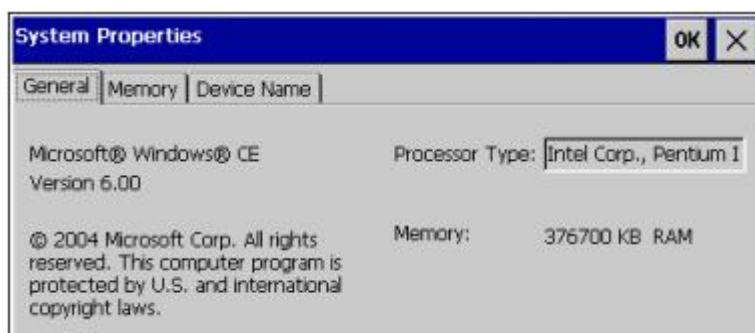 System Properties
OK
General
Memory
Device Name
Microsoft® Windows® CE
Version 6.00
Processor Type: Intel Corp., Pentium I
Memory: 376700 KB RAM
© 2004 Microsoft Corp. All rights
reserved. This computer program is
protected by U.S. and international
copyright laws.